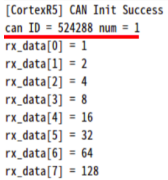 [CortexR5] CAN Init Success
can ID = 524288 num = 1
rx_data[0] = 1
rx_data[1] = 2
rx_data[2] = 4
rx_data[3] = 8
rx_data[4] = 16
rx_data[5] = 32
rx_data[6] = 64
rx_data[7] = 128